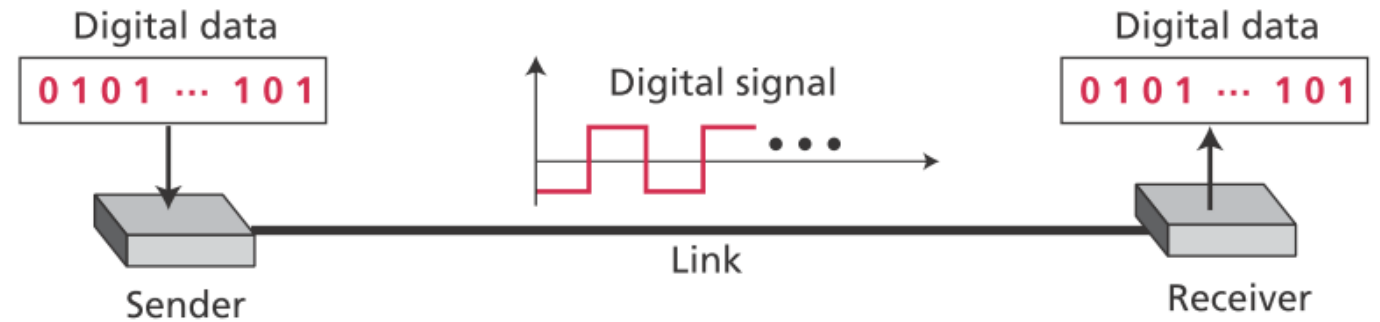 Digital data
0 1 0 1 ... 1 0 1
Digital signal
Digital data
0 1 0 1 ... 1 0 1
Link
Sender
Receiver